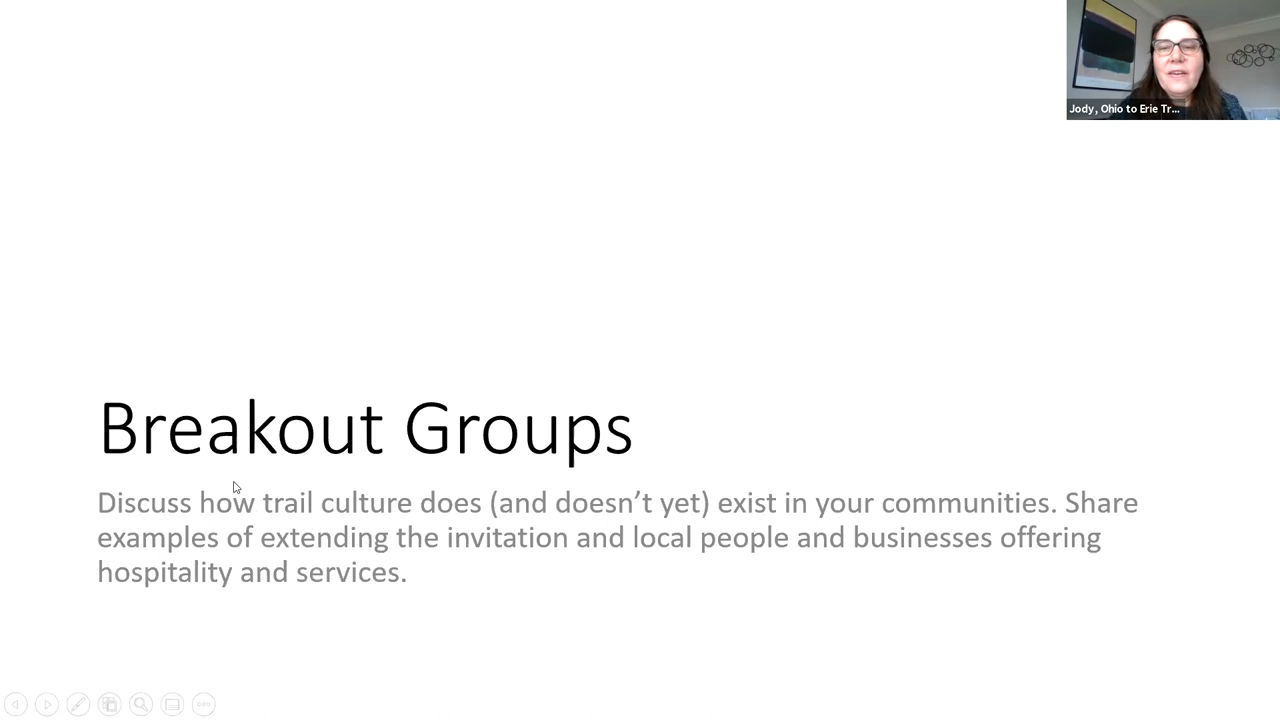 Jody, Ohio to Erie Tr...
Breakout Groups
Discuss how trail culture does (and doesn’t yet) exist in your communities. Share
examples of extending the invitation and local people and businesses offering
hospitality and services.